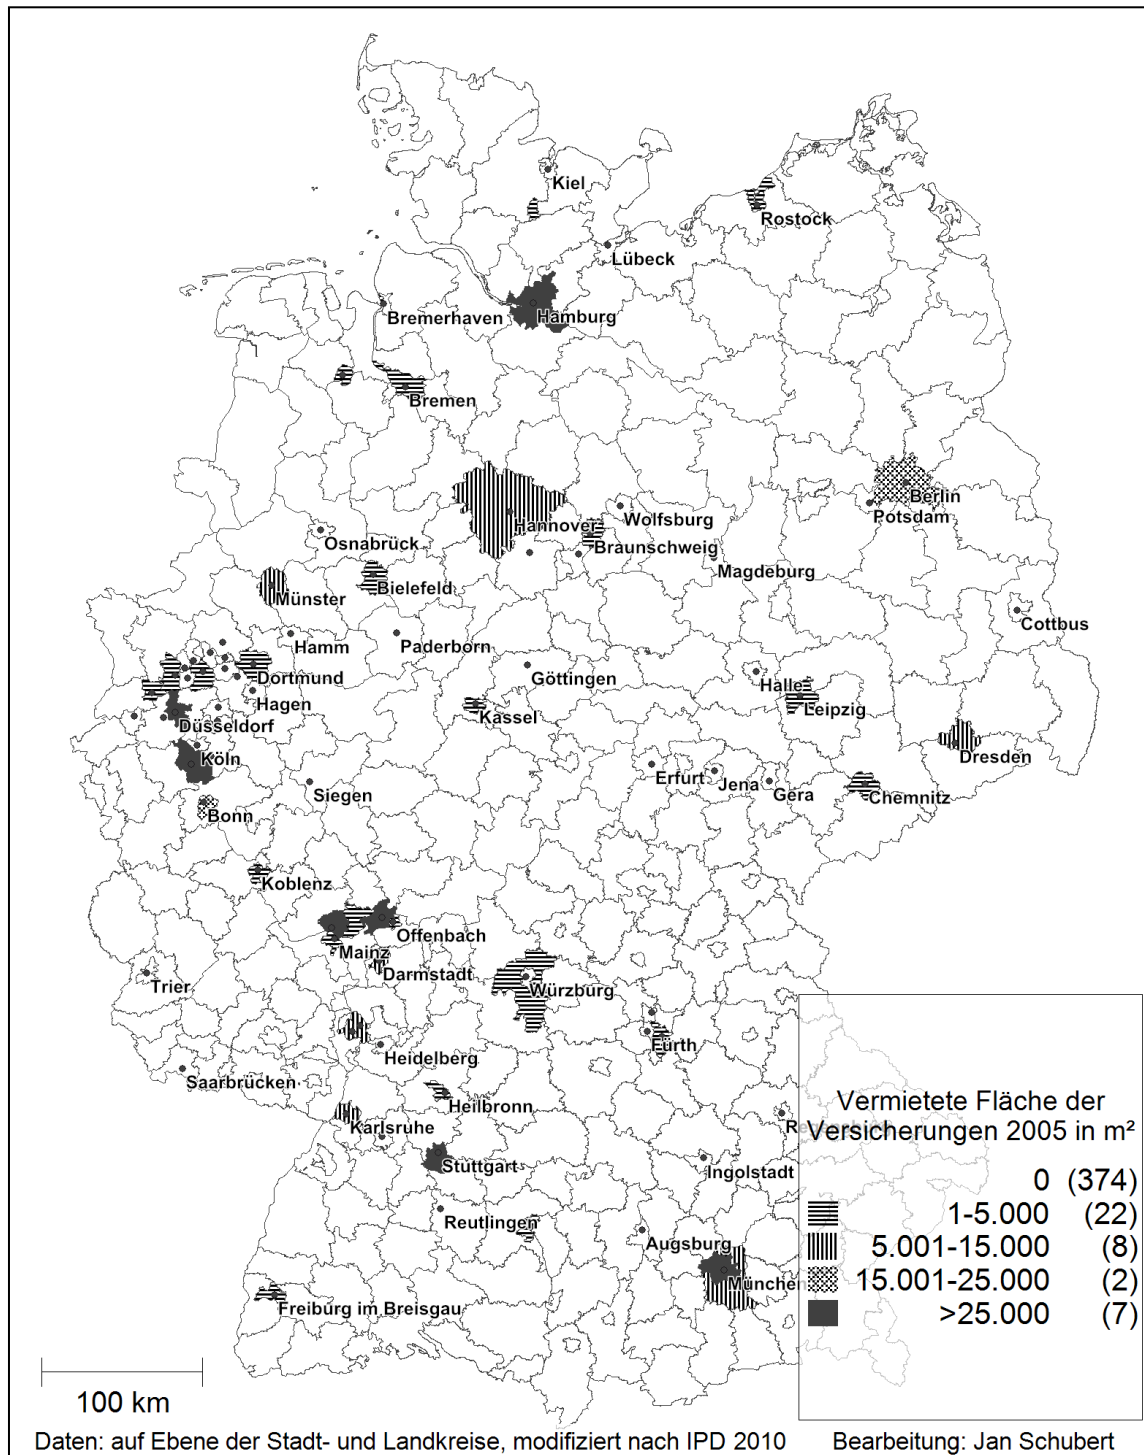 Kiel
Rostock
Lübeck
Bremerhaven
Hamburg
Bremen
Berlin
Potsdam
Hannover
Wolfsburg
Braunschweig
Osnabrück
Magdeburg
Bielefeld
Münster
Cottbus
Hamm
Paderborn
Dortmund
Göttingen
Halle
Hagen
Leipzig
Kassel
Düsseldorf
Dresden
Köln
Erfurt
Jena
Gera
Chemnitz
Siegen
Bonn
Koblenz
Offenbach
Mainz
Darmstadt
Trier
Würzburg
Fürth
Heidelberg
Saarbrücken
Heilbronn
Karlsruhe
Stuttgart
Ingolstadt
Reutlingen
Augsburg
München
Freiburg im Breisgau
Vermietete Fläche der
Versicherungen 2005 in m²
0 (374)
1-5.000 (22)
5.001-15.000 (8)
15.001-25.000 (2)
>25.000 (7)
100 km
Daten: auf Ebene der Stadt- und Landkreise, modifiziert nach IPD 2010 Bearbeitung: Jan Schubert